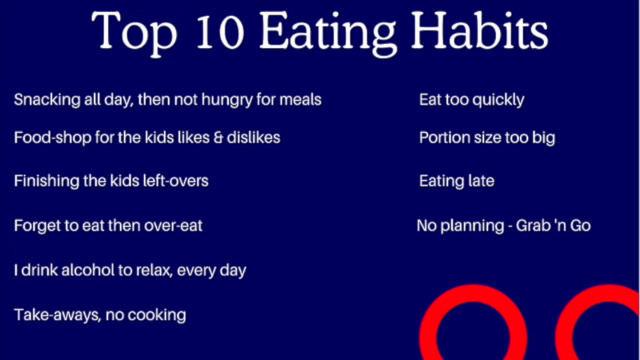 Top 10 Eating Habits
Snacking all day, then not hungry for meals
Food-shop for the kids likes & dislikes
Finishing the kids left-overs
Forget to eat then over-eat
I drink alcohol to relax, every day
Take-aways, no cooking
Eat too quickly
Portion size too big
Eating late
No planning - Grab 'n Go